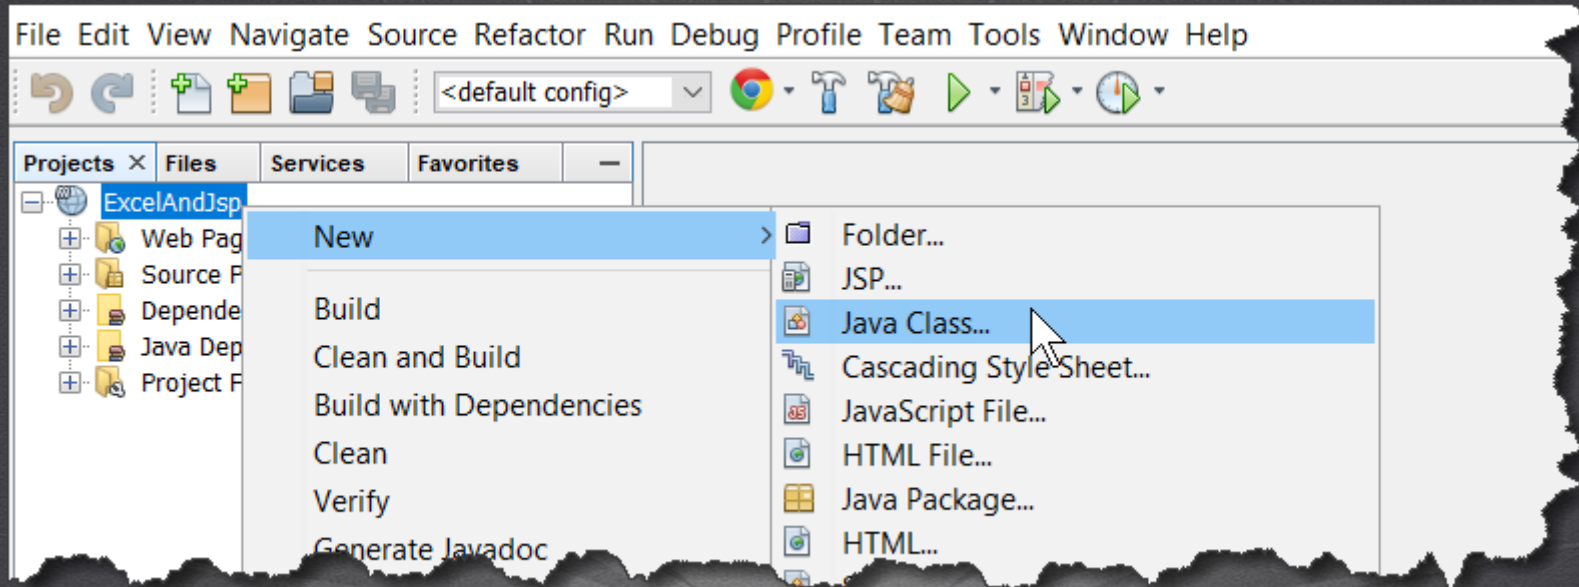 File Edit View Navigate Source Refactor Run Debug Profile Team Tools Window Help
<default config>
Projects Files Services Favorites
ExcelAndJsp
Web Pag
Source P
Depende
Java Dep
Project F
New
Build
Clean and Build
Build with Dependencies
Clean
Verify
Generate Javadoc
Folder...
JSP...
Java Class...
Cascading Style Sheet...
JavaScript File...
HTML File...
Java Package...
HTML...